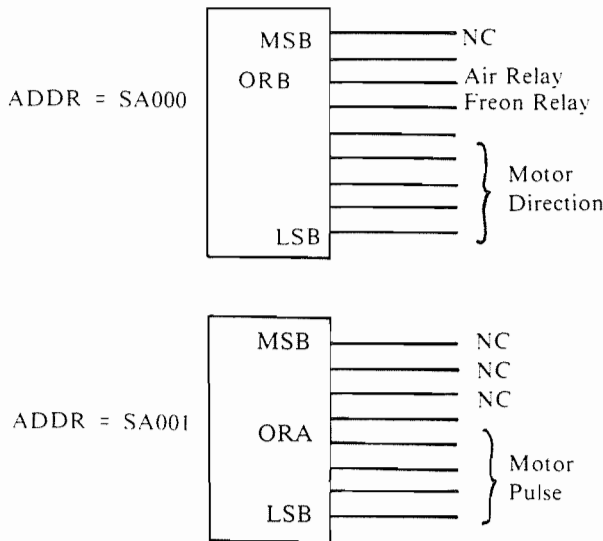 MSB NC
ORB Air Relay
ADDR = SA000 Freon Relay
Motor
Direction
LSB
MSB NC
NC
NC
ADDR = SA001 ORA
Motor
Pulse
LSB